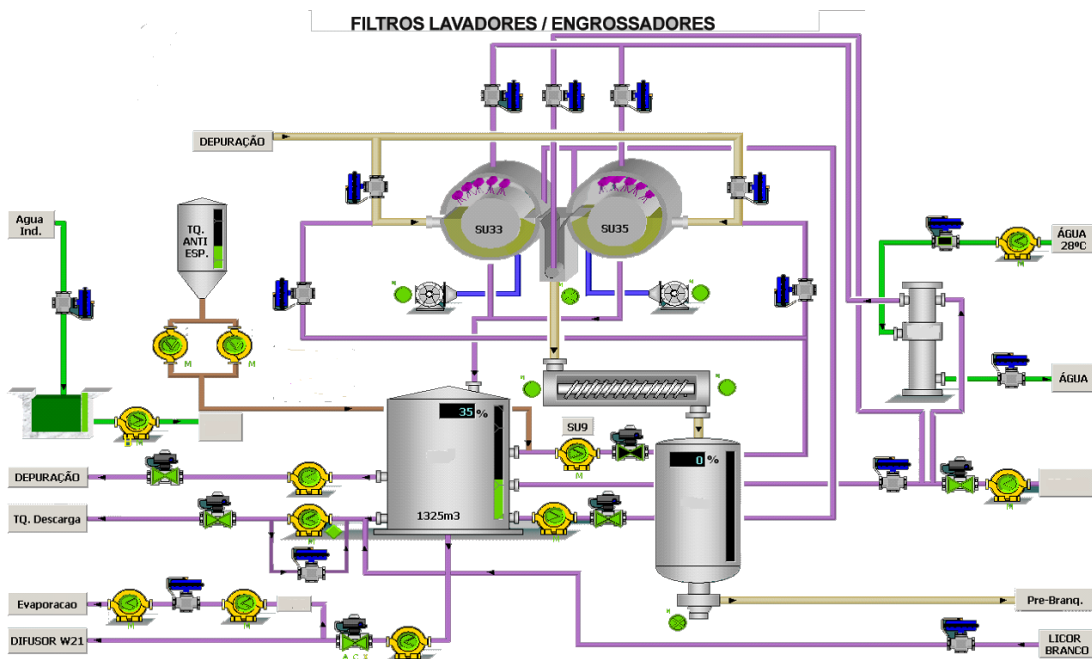 FILTROS LAVADORES / ENGROSSADORES
DEPURAÇÃO
Agua
Ind.
TQ.
ANTI
ESP.
SU33
SU35
ÁGUA
28ºC
ÁGUA
35 %
SU9
M
0 %
DEPURAÇÃO
TQ. Descarga
1325m3
Evaporacao
DIFUSOR W21
Pre-Branq.
LICOR
BRANCO